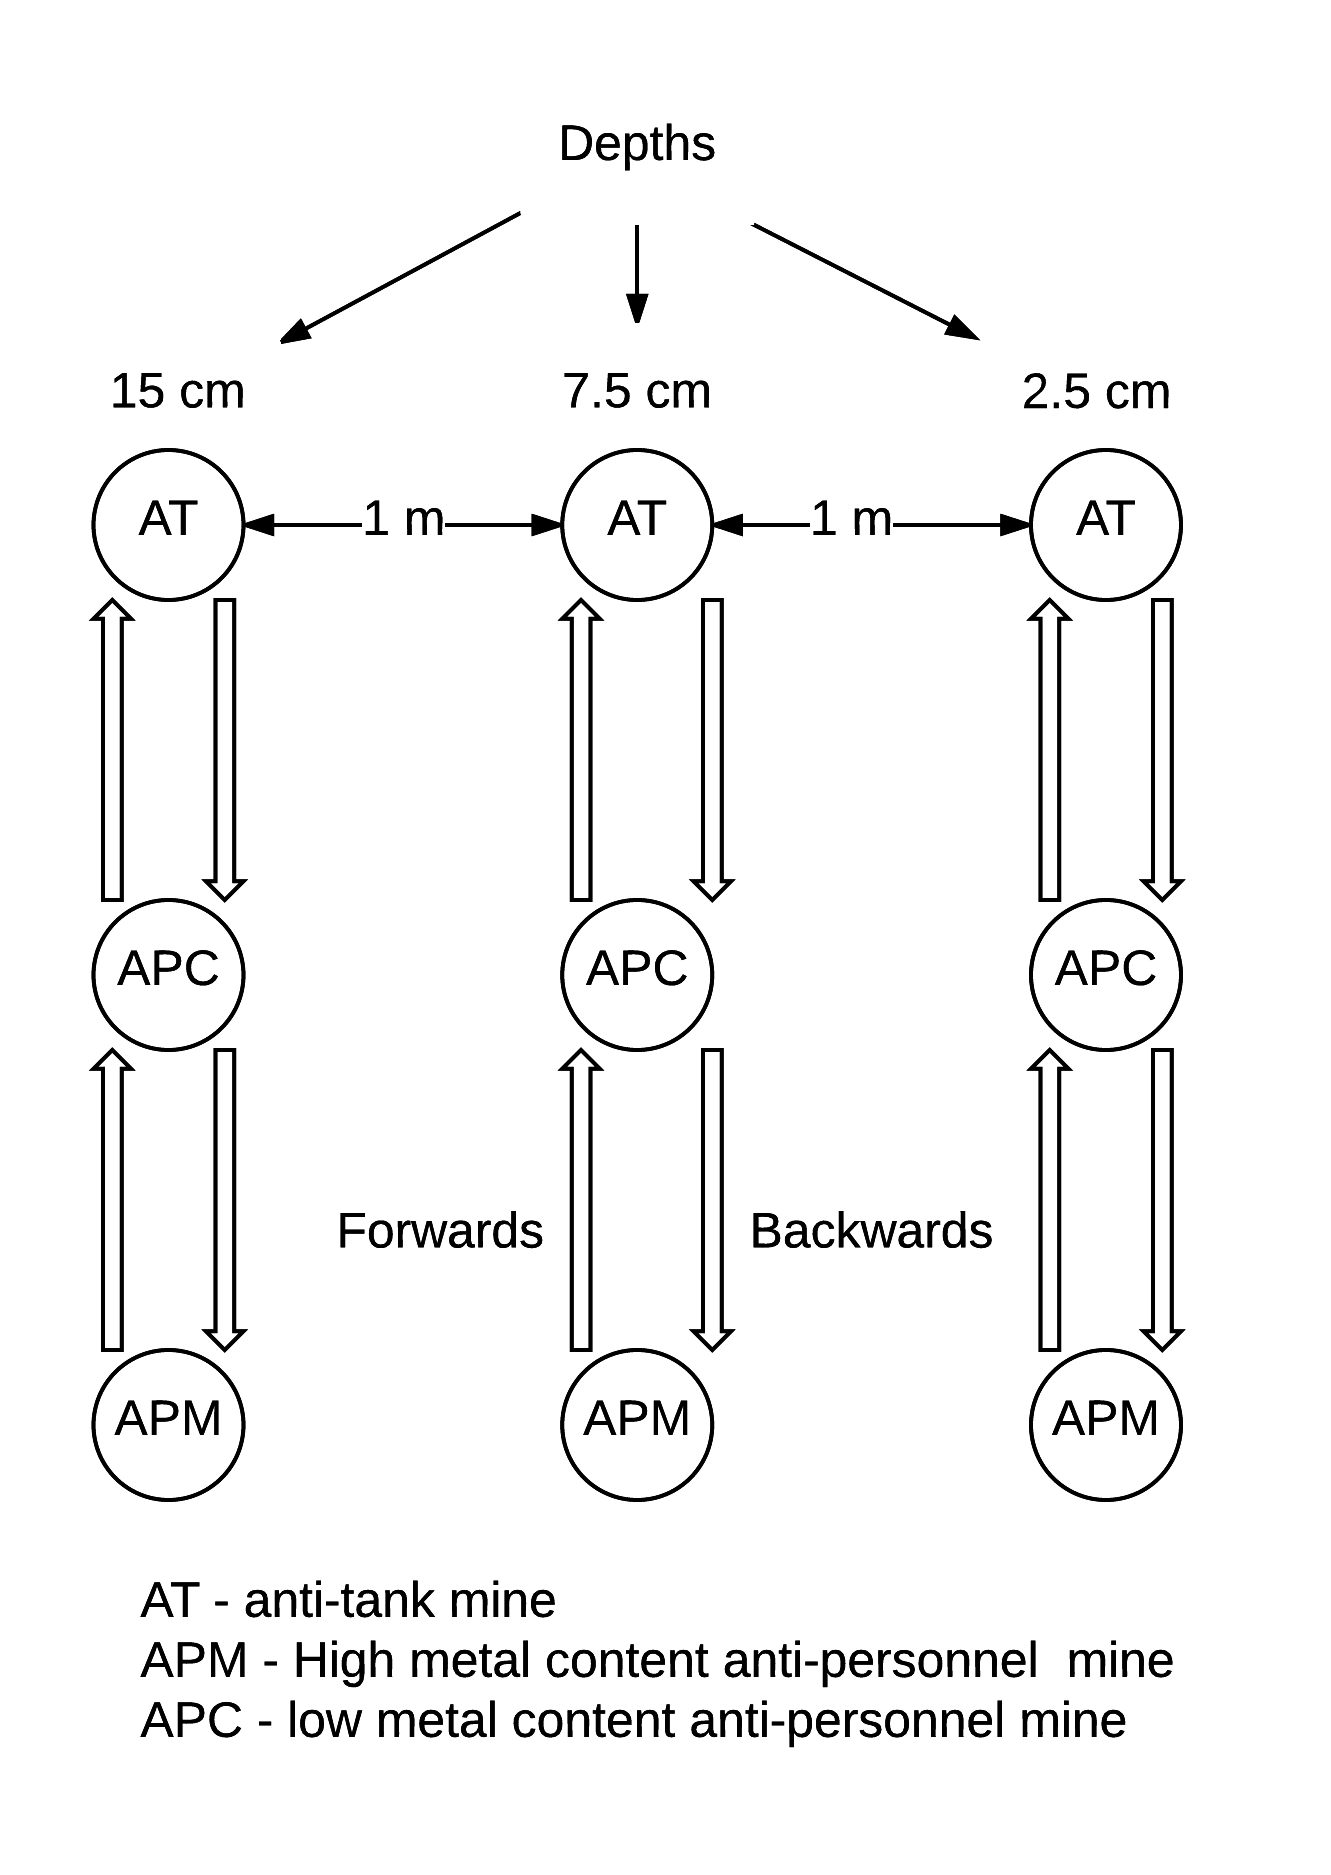 Depths
15 cm 7.5 cm 2.5 cm
AT 1 m AT 1 m AT
APC APC APC
Forwards Backwards
APM APM APM
AT - anti-tank mine
APM - High metal content anti-personnel  mine
APC - low metal content anti-personnel mine